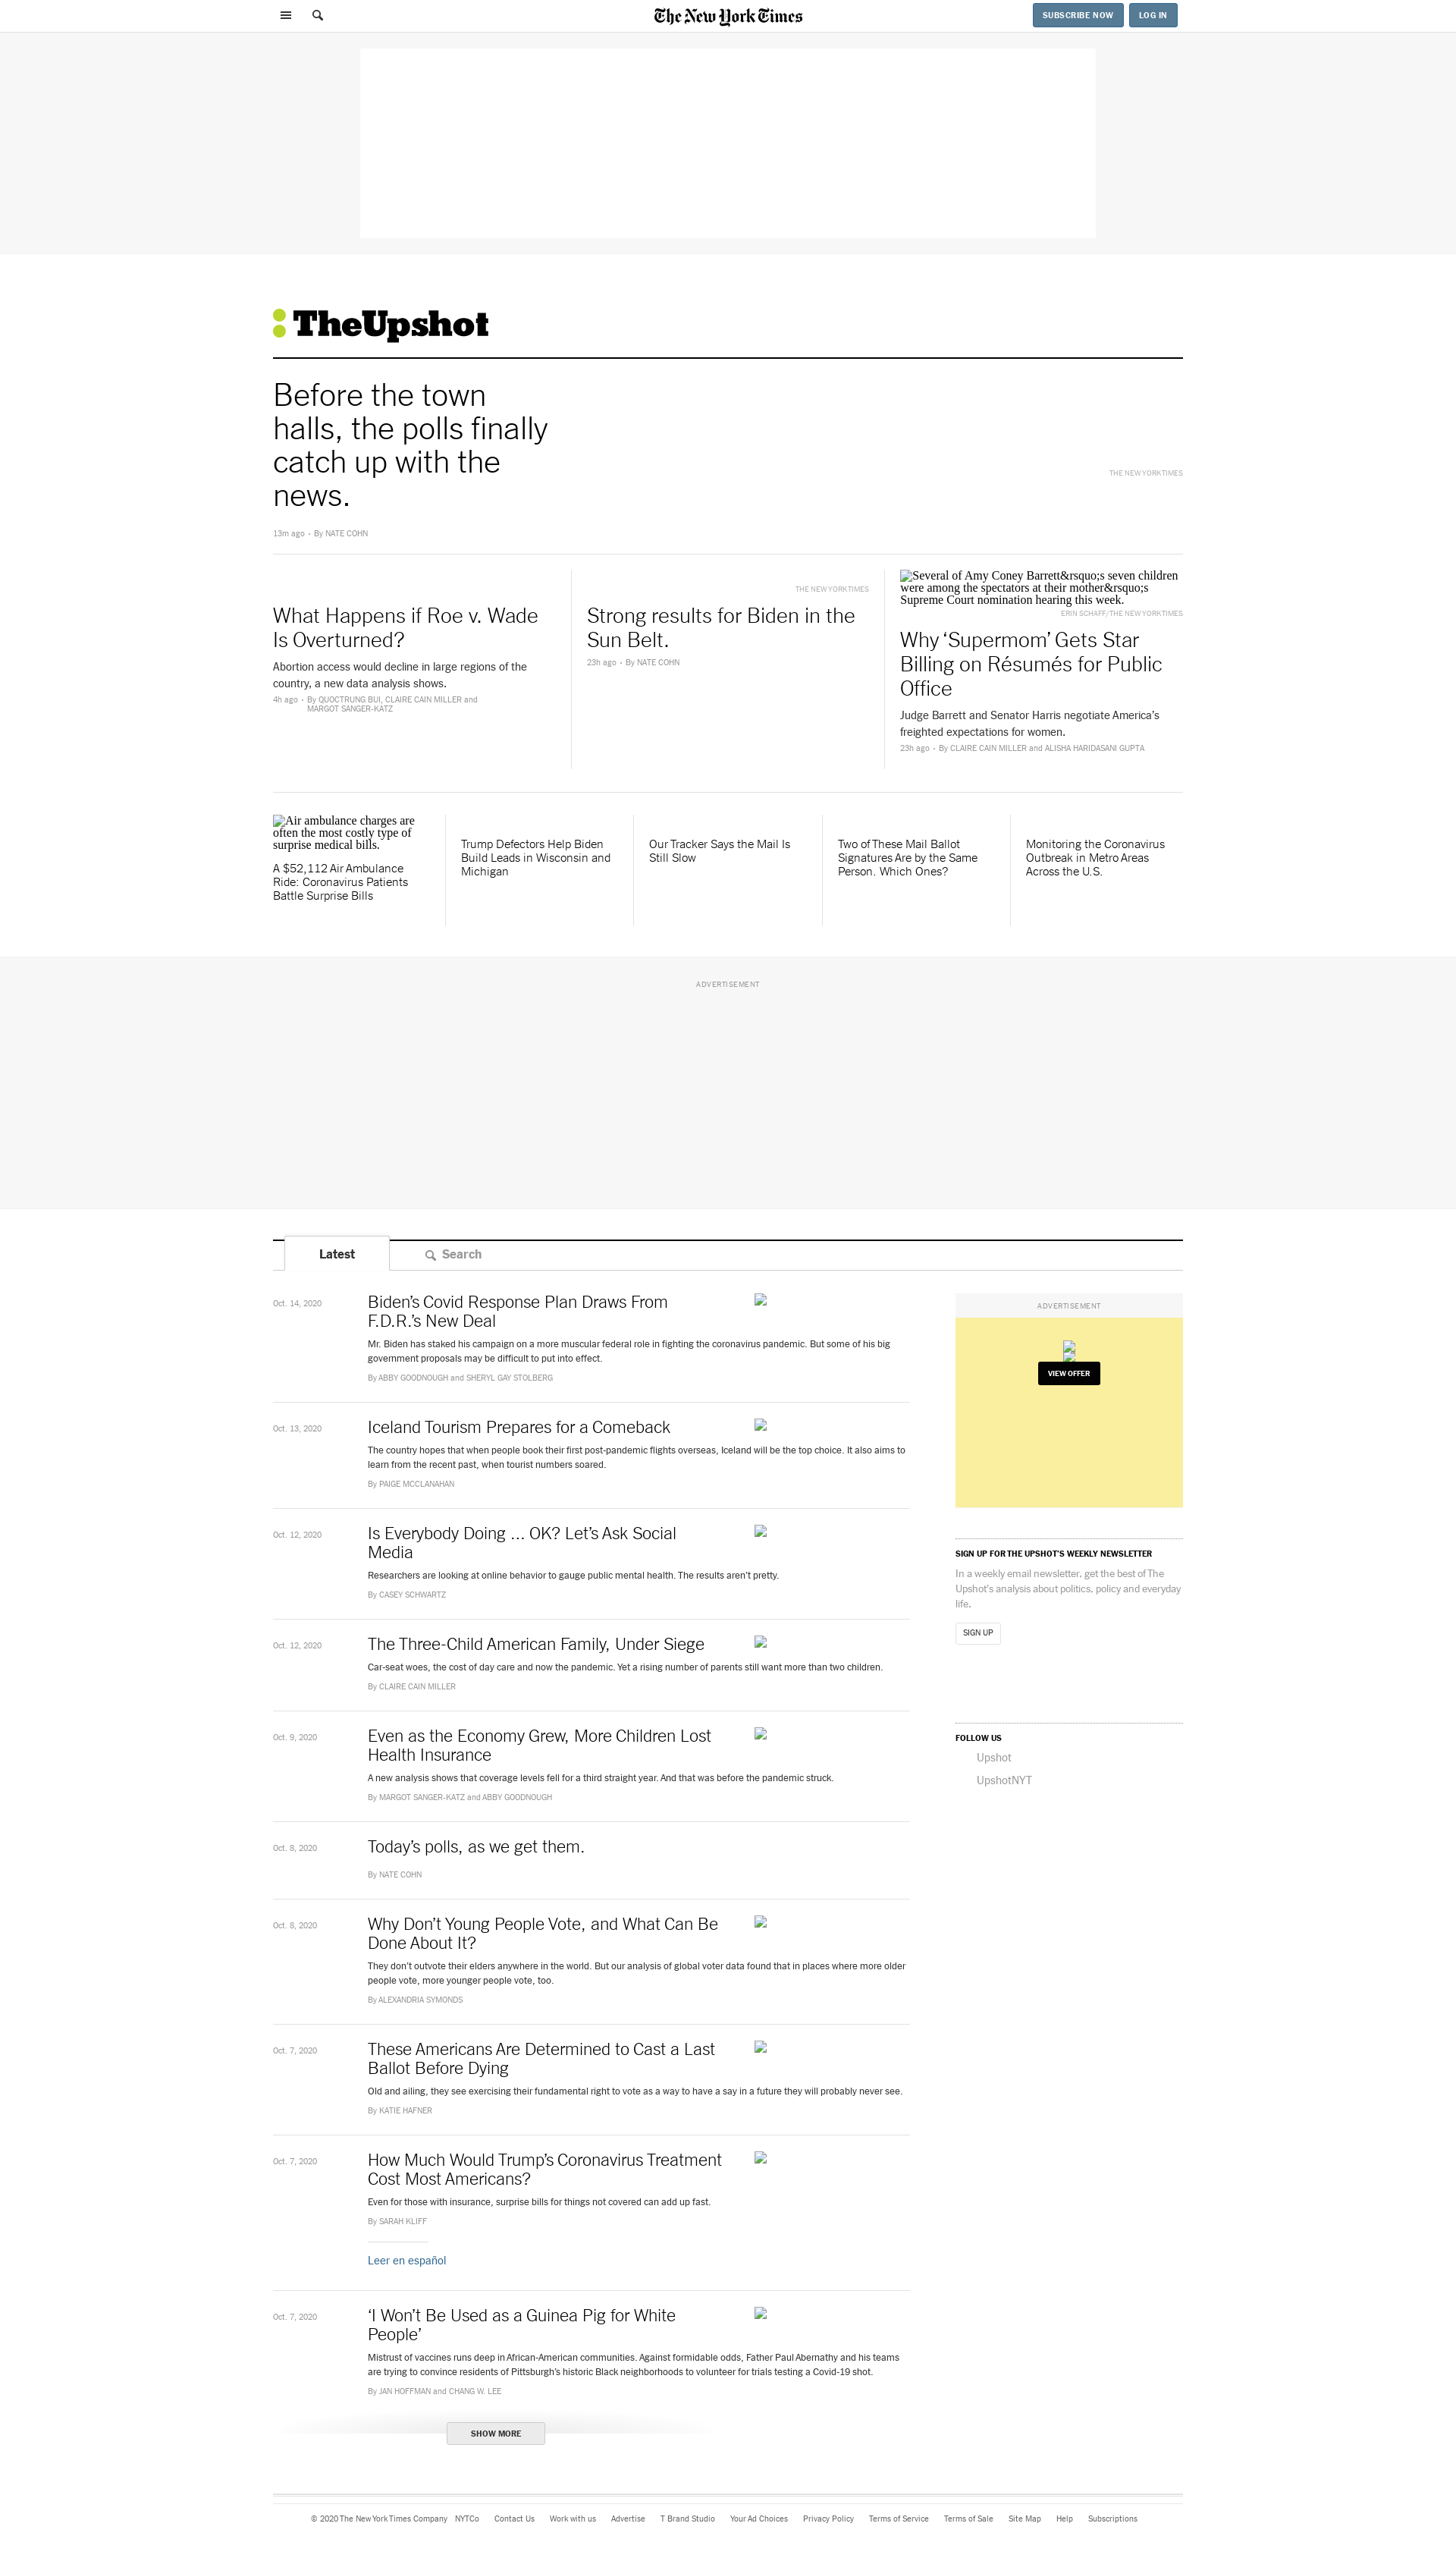 The New York Times
SUBSCRIBE NOW
LOG IN
TheUpshot
Before the town
halls, the polls finally
catch up with the
news.
THE NEW YORK TIMES
13m ago • By NATE COHN
What Happens if Roe v. Wade
Is Overturned?
Abortion access would decline in large regions of the
country, a new data analysis shows.
4h ago • By QUOCTRUNG BUI, CLAIRE CAIN MILLER and
MARGOT SANGER-KATZ
THE NEW YORK TIMES
Strong results for Biden in the
Sun Belt.
23h ago • By NATE COHN
Several of Amy Coney Barrett&rsquo;s seven children
were among the spectators at their mother&rsquo;s
Supreme Court nomination hearing this week.
ERIN SCHAFF/THE NEW YORK TIMES
Why ‘Supermom’ Gets Star
Billing on Résumés for Public
Office
Judge Barrett and Senator Harris negotiate America’s
freighted expectations for women.
23h ago • By CLAIRE CAIN MILLER and ALISHA HARIDASANI GUPTA
Air ambulance charges are
often the most costly type of
surprise medical bills.
A $52,112 Air Ambulance
Ride: Coronavirus Patients
Battle Surprise Bills
Trump Defectors Help Biden
Build Leads in Wisconsin and
Michigan
Our Tracker Says the Mail Is
Still Slow
Two of These Mail Ballot
Signatures Are by the Same
Person. Which Ones?
Monitoring the Coronavirus
Outbreak in Metro Areas
Across the U.S.
ADVERTISEMENT
Latest
Search
Oct. 14, 2020
Biden’s Covid Response Plan Draws From
F.D.R.’s New Deal
Mr. Biden has staked his campaign on a more muscular federal role in fighting the coronavirus pandemic. But some of his big
government proposals may be difficult to put into effect.
By ABBY GOODNOUGH and SHERYL GAY STOLBERG
Oct. 13, 2020
Iceland Tourism Prepares for a Comeback
The country hopes that when people book their first post-pandemic flights overseas, Iceland will be the top choice. It also aims to
learn from the recent past, when tourist numbers soared.
By PAIGE MCCLANAHAN
Oct. 12, 2020
Is Everybody Doing ... OK? Let’s Ask Social
Media
Researchers are looking at online behavior to gauge public mental health. The results aren’t pretty.
By CASEY SCHWARTZ
Oct. 12, 2020
The Three-Child American Family, Under Siege
Car-seat woes, the cost of day care and now the pandemic. Yet a rising number of parents still want more than two children.
By CLAIRE CAIN MILLER
Oct. 9, 2020
Even as the Economy Grew, More Children Lost
Health Insurance
A new analysis shows that coverage levels fell for a third straight year. And that was before the pandemic struck.
By MARGOT SANGER-KATZ and ABBY GOODNOUGH
Oct. 8, 2020
Today’s polls, as we get them.
By NATE COHN
Oct. 8, 2020
Why Don’t Young People Vote, and What Can Be
Done About It?
They don’t outvote their elders anywhere in the world. But our analysis of global voter data found that in places where more older
people vote, more younger people vote, too.
By ALEXANDRIA SYMONDS
Oct. 7, 2020
These Americans Are Determined to Cast a Last
Ballot Before Dying
Old and ailing, they see exercising their fundamental right to vote as a way to have a say in a future they will probably never see.
By KATIE HAFNER
Oct. 7, 2020
How Much Would Trump’s Coronavirus Treatment
Cost Most Americans?
Even for those with insurance, surprise bills for things not covered can add up fast.
By SARAH KLIFF
Leer en español
Oct. 7, 2020
‘I Won’t Be Used as a Guinea Pig for White
People’
Mistrust of vaccines runs deep in African-American communities. Against formidable odds, Father Paul Abernathy and his teams
are trying to convince residents of Pittsburgh’s historic Black neighborhoods to volunteer for trials testing a Covid-19 shot.
By JAN HOFFMAN and CHANG W. LEE
SHOW MORE
ADVERTISEMENT
VIEW OFFER
SIGN UP FOR THE UPSHOT’S WEEKLY NEWSLETTER
In a weekly email newsletter, get the best of The
Upshot’s analysis about politics, policy and everyday
life.
SIGN UP
FOLLOW US
Upshot
UpshotNYT
© 2020 The New York Times Company NYTCo Contact Us Work with us Advertise T Brand Studio Your Ad Choices Privacy Policy Terms of Service Terms of Sale Site Map Help Subscriptions